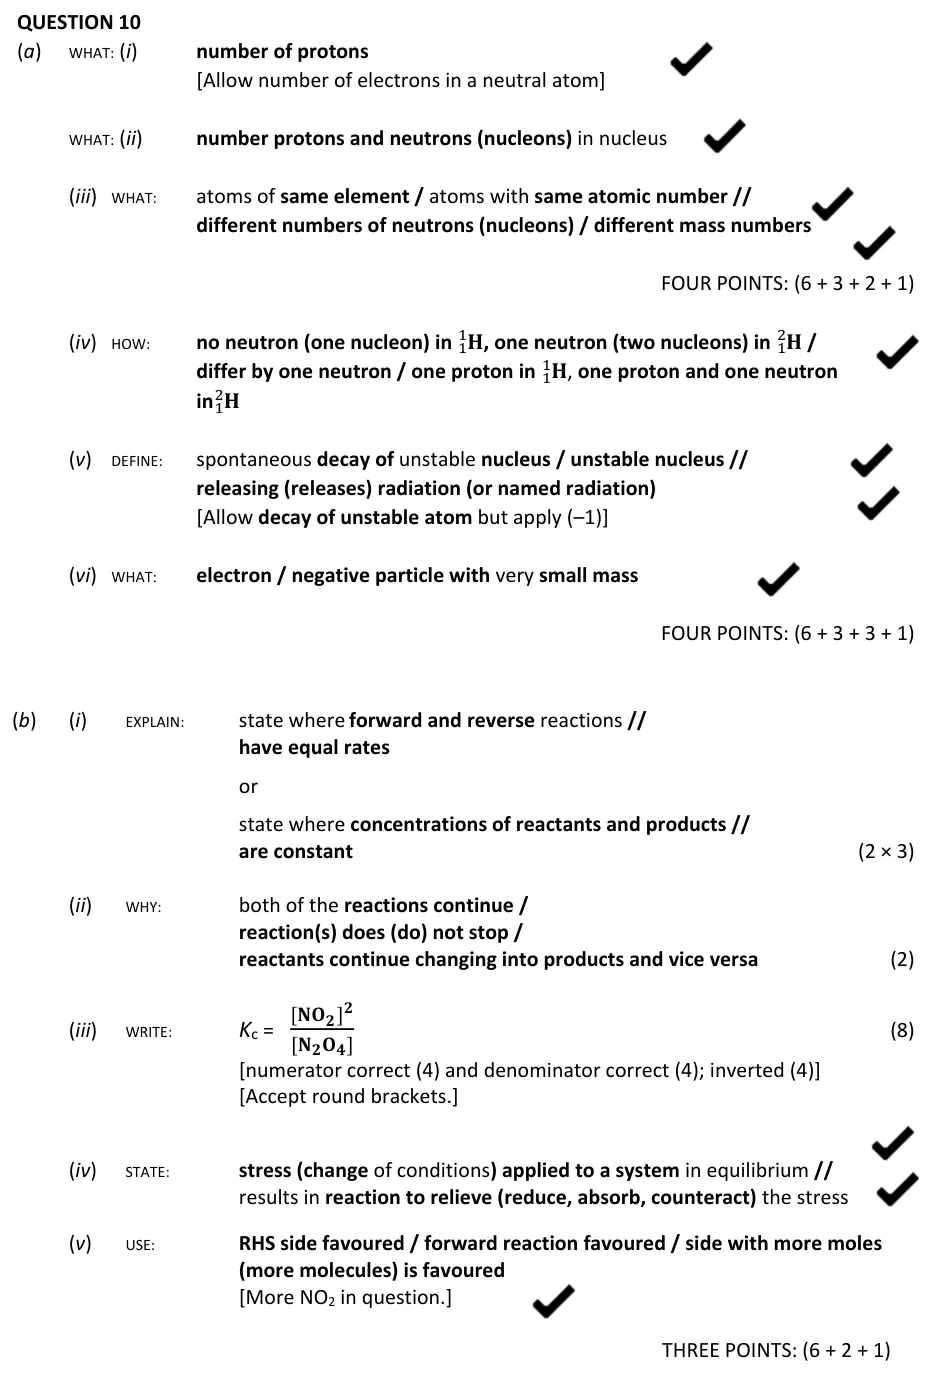 QUESTION 10
(a) WHAT: (i) number of protons
[Allow number of electrons in a neutral atom]
WHAT: (ii) number protons and neutrons (nucleons) in nucleus
(iii) WHAT: atoms of same element / atoms with same atomic number //
different numbers of neutrons (nucleons) / different mass numbers
FOUR POINTS: (6 + 3 + 2 + 1)
(iv) HOW: no neutron (one nucleon) in ¹₁H, one neutron (two nucleons) in ²₁H /
differ by one neutron / one proton in ¹₁H, one proton and one neutron
in²₁H
(v) DEFINE: spontaneous decay of unstable nucleus / unstable nucleus //
releasing (releases) radiation (or named radiation)
[Allow decay of unstable atom but apply (–1)]
(vi) WHAT: electron / negative particle with very small mass
FOUR POINTS: (6 + 3 + 3 + 1)
(b) (i) EXPLAIN: state where forward and reverse reactions //
have equal rates
or
state where concentrations of reactants and products //
are constant (2 × 3)
(ii) WHY: both of the reactions continue /
reaction(s) does (do) not stop /
reactants continue changing into products and vice versa (2)
(iii) WRITE: Kc = [NO₂]² / [N₂O₄] (8)
[numerator correct (4) and denominator correct (4); inverted (4)]
[Accept round brackets.]
(iv) STATE: stress (change of conditions) applied to a system in equilibrium //
results in reaction to relieve (reduce, absorb, counteract) the stress
(v) USE: RHS side favoured / forward reaction favoured / side with more moles
(more molecules) is favoured
[More NO₂ in question.]
THREE POINTS: (6 + 2 + 1)